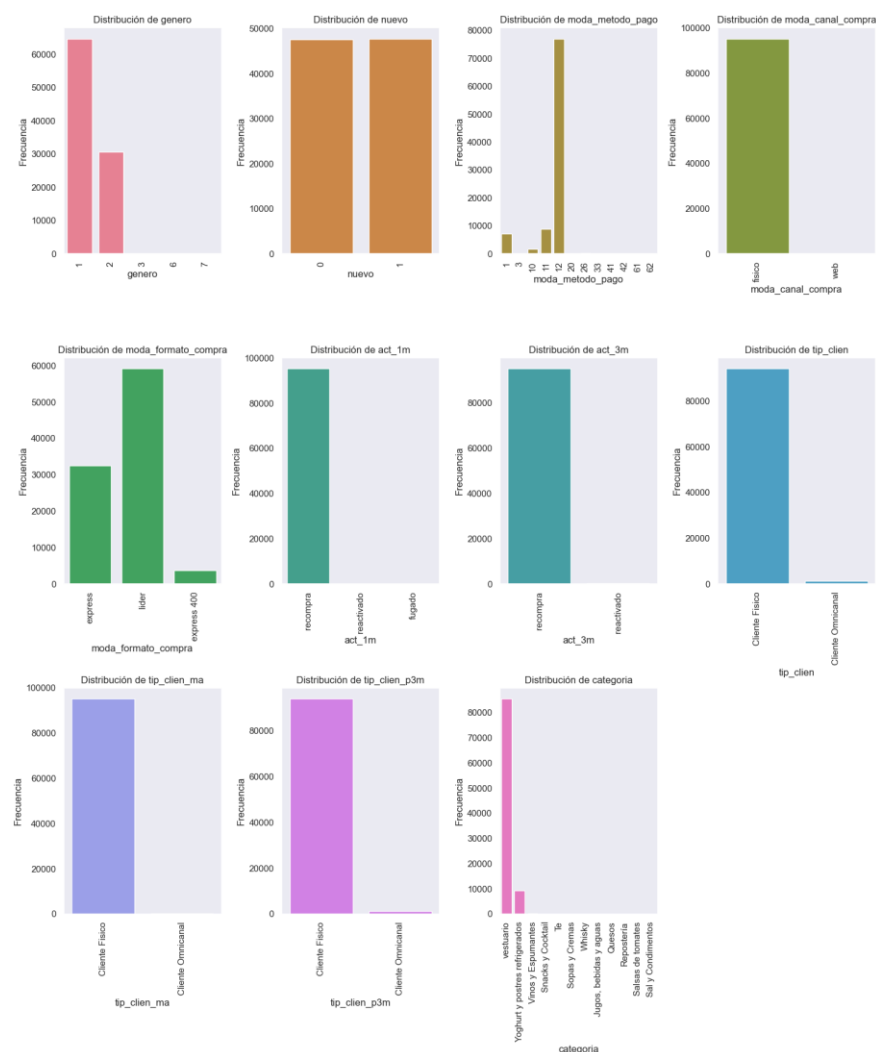 Distribución de genero
Frecuencia
60000
50000
40000
30000
20000
10000
0
1
2
3
6
7
genero
Distribución de nuevo
Frecuencia
50000
40000
30000
20000
10000
0
0
1
nuevo
Distribución de moda_metodo_pago
Frecuencia
80000
70000
60000
50000
40000
30000
20000
10000
0
1
3
10
11
12
20
26
33
41
42
61
62
moda_metodo_pago
Distribución de moda_canal_compra
Frecuencia
100000
80000
60000
40000
20000
0
fisico
web
moda_canal_compra
Distribución de moda_formato_compra
Frecuencia
60000
50000
40000
30000
20000
10000
0
express
lider
express 400
moda_formato_compra
Distribución de act_1m
Frecuencia
100000
80000
60000
40000
20000
0
recompra
reactivado
fugado
act_1m
Distribución de act_3m
Frecuencia
80000
60000
40000
20000
0
recompra
reactivado
act_3m
Distribución de tip_clien
Frecuencia
80000
60000
40000
20000
0
Cliente Fisico
Cliente Omnicanal
tip_clien
Distribución de tip_clien_ma
Frecuencia
100000
80000
60000
40000
20000
0
Cliente Fisico
Cliente Omnicanal
tip_clien_ma
Distribución de tip_clien_p3m
Frecuencia
80000
60000
40000
20000
0
Cliente Fisico
Cliente Omnicanal
tip_clien_p3m
Distribución de categoria
Frecuencia
80000
70000
60000
50000
40000
30000
20000
10000
0
vestuario
Yoghurt y postres refrigerados
Vinos y Espumantes
Snacks y Cocktail
Te
Sopas y Cremas
Whisky
Jugos, bebidas y aguas
Quesos
Repostería
Salsas de tomates
Sal y Condimentos
categoria